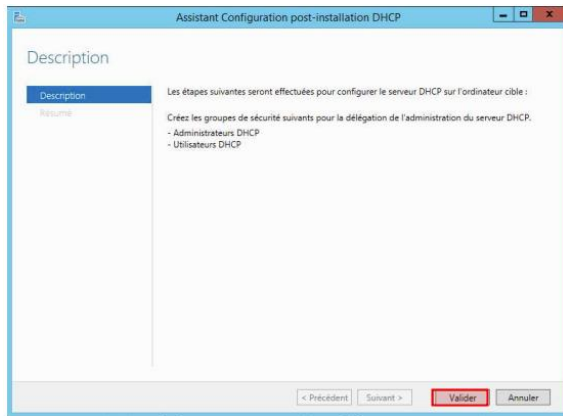 Assistant Configuration post-installation DHCP
Description
Description
Résumé
Les étapes suivantes seront effectuées pour configurer le serveur DHCP sur l'ordinateur cible :
Créez les groupes de sécurité suivants pour la délégation de l'administration du serveur DHCP.
- Administrateurs DHCP
- Utilisateurs DHCP
< Précédent
Suivant >
Valider
Annuler